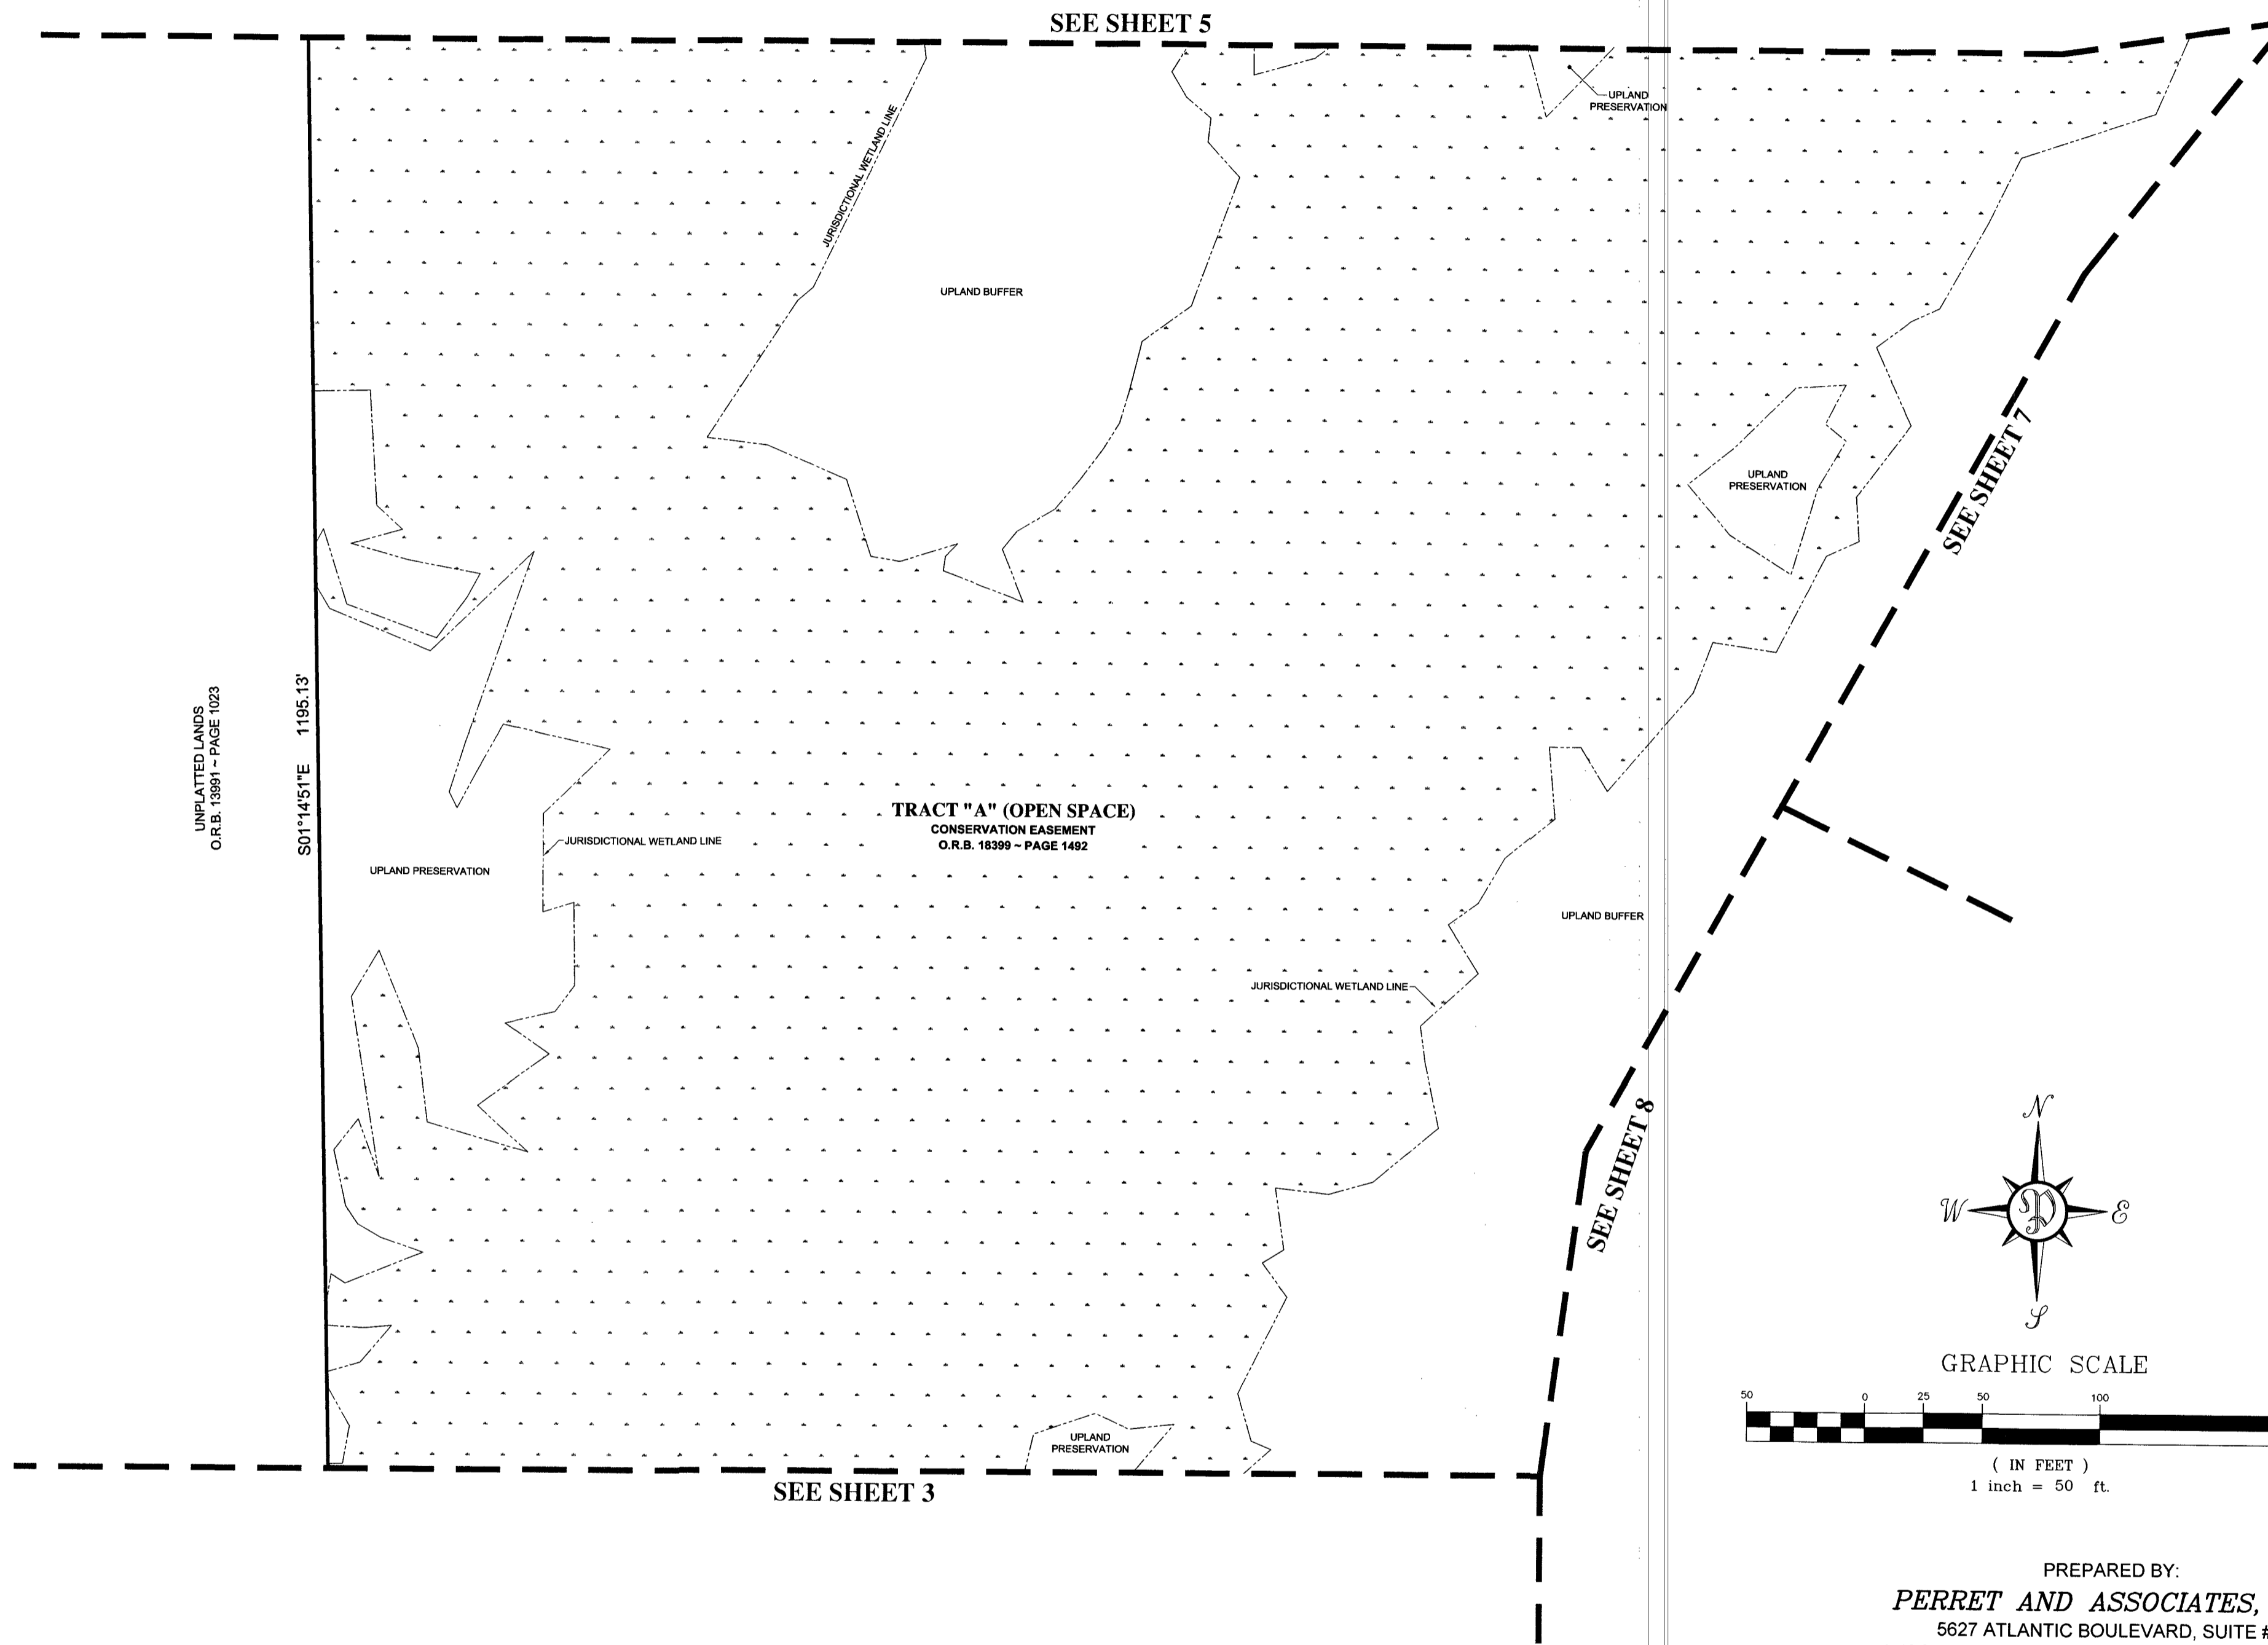 SEE SHEET 5
UPLAND
PRESERVATION
JURISDICTIONAL WETLAND LINE
UPLAND BUFFER
SEE SHEET 7
UPLAND
PRESERVATION
UNPLATTED LANDS
O.R.B. 13991 ~ PAGE 1023
S01°14'51"E 1195.13'
TRACT "A" (OPEN SPACE)
CONSERVATION EASEMENT
O.R.B. 18399 ~ PAGE 1492
JURISDICTIONAL WETLAND LINE
UPLAND PRESERVATION
UPLAND BUFFER
JURISDICTIONAL WETLAND LINE
SEE SHEET 8
N
W
P
E
S
GRAPHIC SCALE
50 0 25 50 100
( IN FEET )
1 inch = 50 ft.
UPLAND
PRESERVATION
SEE SHEET 3
PREPARED BY:
PERRET AND ASSOCIATES,
5627 ATLANTIC BOULEVARD, SUITE #